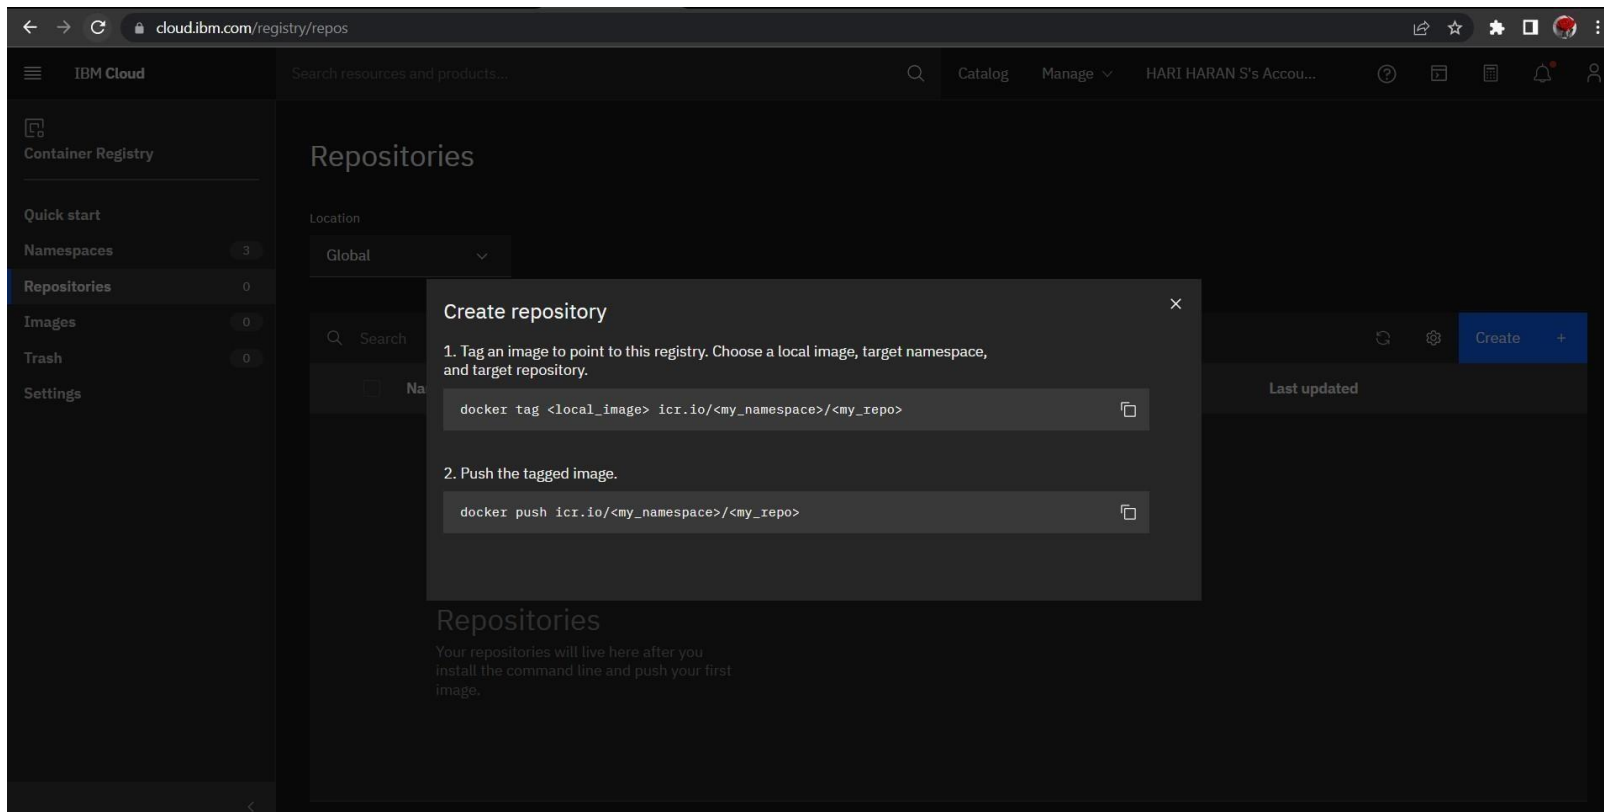 cloud.ibm.com/registry/repos
IBM Cloud
Search resources and products...
Catalog
Manage
HARI HARAN S's Accou...
Container Registry
Quick start
Namespaces 3
Repositories 0
Images 0
Trash 0
Settings
Repositories
Location
Global
Search
Create +
Na
Last updated
Create repository
1. Tag an image to point to this registry. Choose a local image, target namespace,
and target repository.
docker tag <local_image> icr.io/<my_namespace>/<my_repo>
2. Push the tagged image.
docker push icr.io/<my_namespace>/<my_repo>
Repositories
Your repositories will live here after you
install the command line and push your first
image.